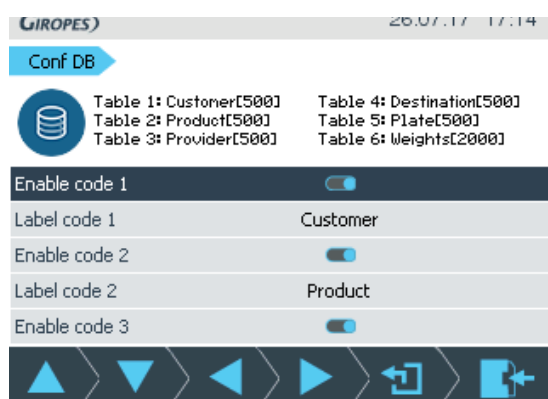 GIROPES) 26.07.17 17:14
Conf DB
Table 1: Customer[500] Table 4: Destination[500]
Table 2: Product[500] Table 5: Plate[500]
Table 3: Provider[500] Table 6: Weights[2000]
Enable code 1
Label code 1 Customer
Enable code 2
Label code 2 Product
Enable code 3